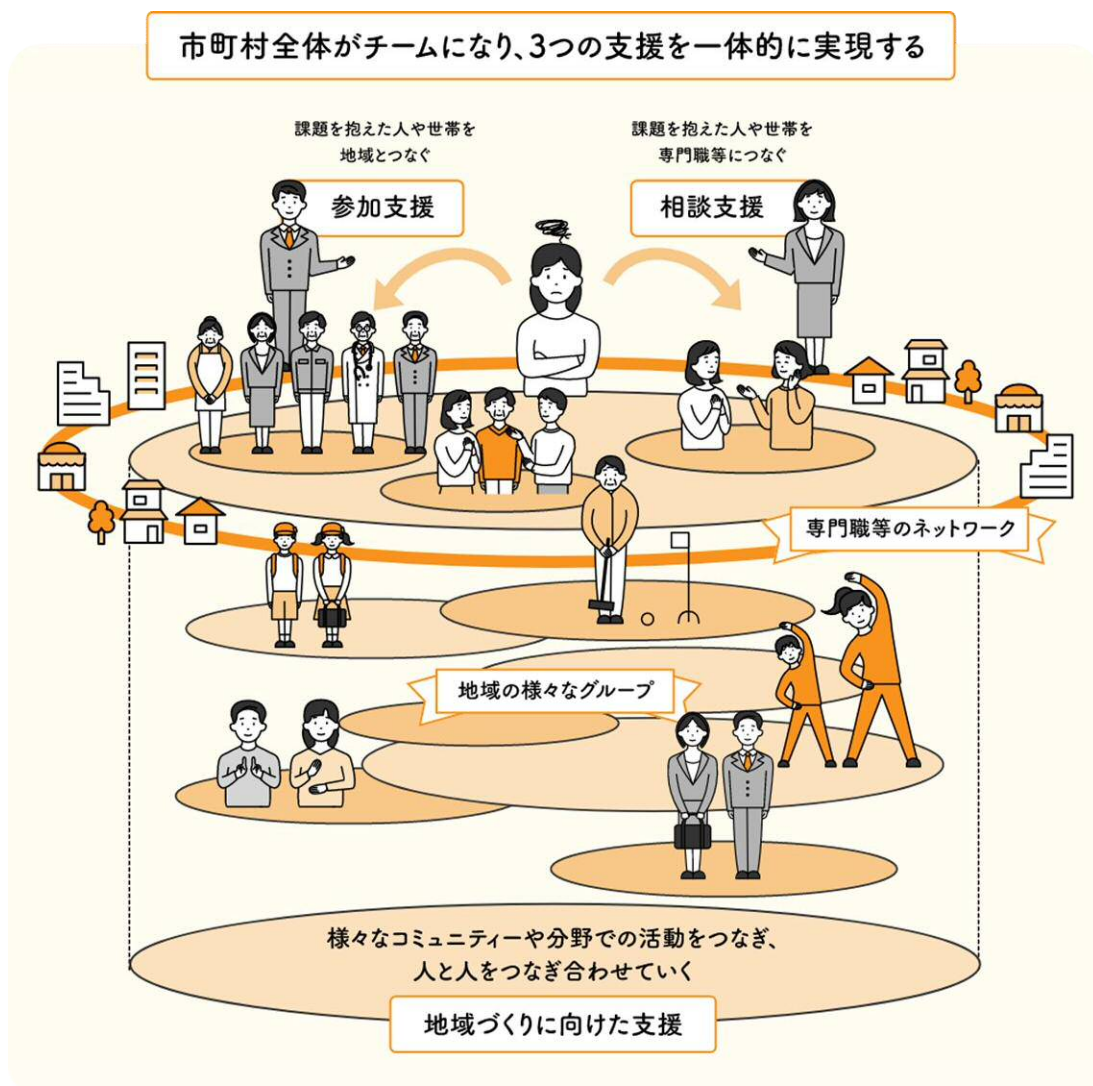 市町村全体がチームになり、3つの支援を一体的に実現する
課題を抱えた人や世帯を
地域とつなぐ
参加支援
課題を抱えた人や世帯を
専門職等につなぐ
相談支援
専門職等のネットワーク
地域の様々なグループ
様々なコミュニティーや分野での活動をつなぎ、
人と人をつなぎ合わせていく
地域づくりに向けた支援